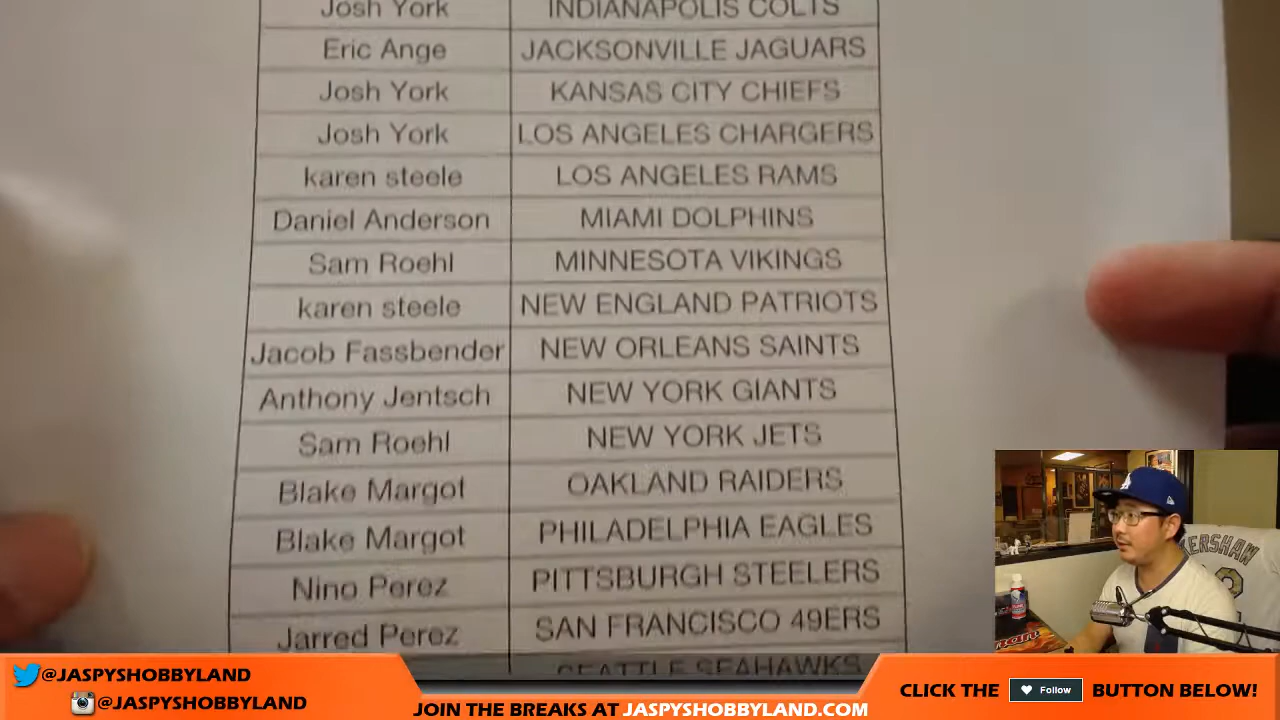 Josh York INDIANAPOLIS COLTS
Eric Ange JACKSONVILLE JAGUARS
Josh York KANSAS CITY CHIEFS
Josh York LOS ANGELES CHARGERS
karen steele LOS ANGELES RAMS
Daniel Anderson MIAMI DOLPHINS
Sam Roehl MINNESOTA VIKINGS
karen steele NEW ENGLAND PATRIOTS
Jacob Fassbender NEW ORLEANS SAINTS
Anthony Jentsch NEW YORK GIANTS
Sam Roehl NEW YORK JETS
Blake Margot OAKLAND RAIDERS
Blake Margot PHILADELPHIA EAGLES
Nino Perez PITTSBURGH STEELERS
Jarred Perez SAN FRANCISCO 49ERS
SEATTLE SEAHAWKS
LA
KERSHAW
@JASPYSHOBBYLAND
@JASPYSHOBBYLAND
JOIN THE BREAKS AT JASPYSHOBBYLAND.COM
CLICK THE Follow BUTTON BELOW!